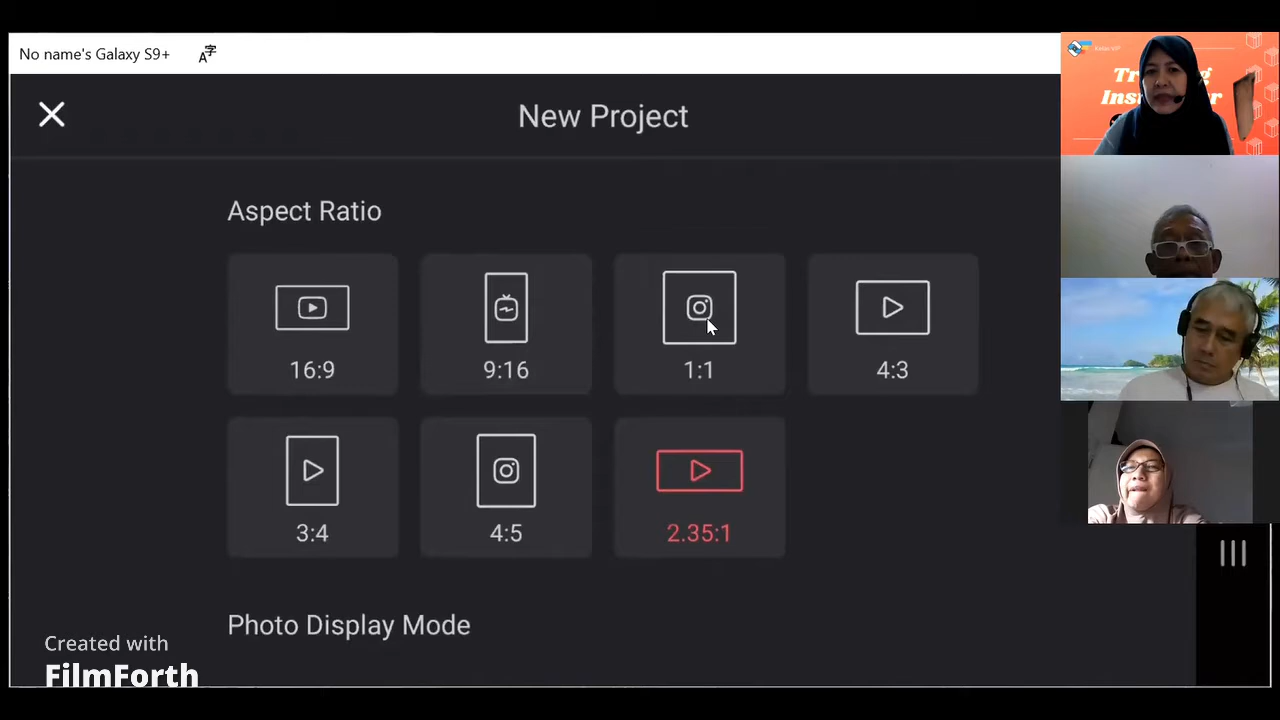 No name's Galaxy S9+
New Project
Aspect Ratio
16:9
9:16
1:1
4:3
3:4
4:5
2.35:1
Photo Display Mode
Created with
FilmForth